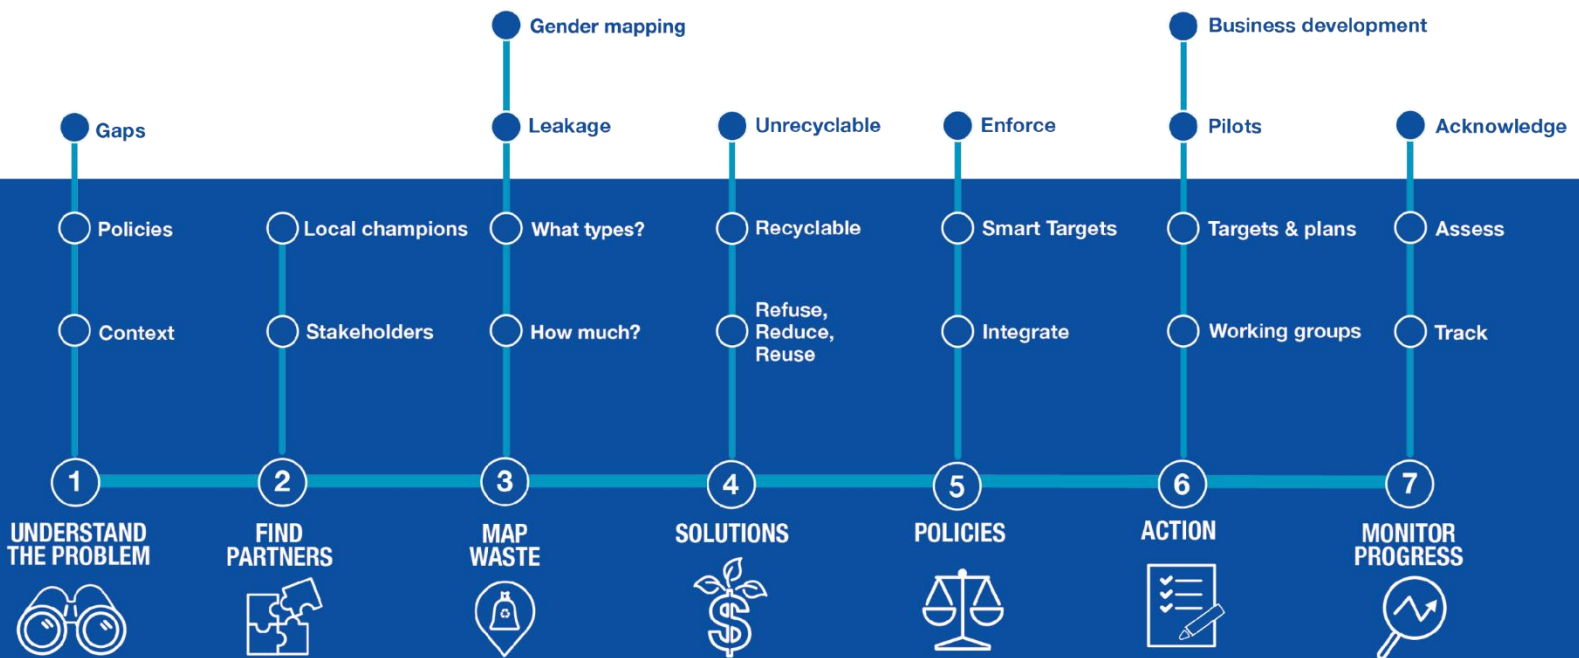 Gender mapping
Business development
Gaps
Leakage
Unrecyclable
Enforce
Pilots
Acknowledge
Policies
Local champions
What types?
Recyclable
Smart Targets
Targets & plans
Assess
Context
Stakeholders
How much?
Refuse,
Reduce,
Reuse
Integrate
Working groups
Track
1
2
3
4
5
6
7
UNDERSTAND
THE PROBLEM
FIND
PARTNERS
MAP
WASTE
SOLUTIONS
POLICIES
ACTION
MONITOR
PROGRESS
$